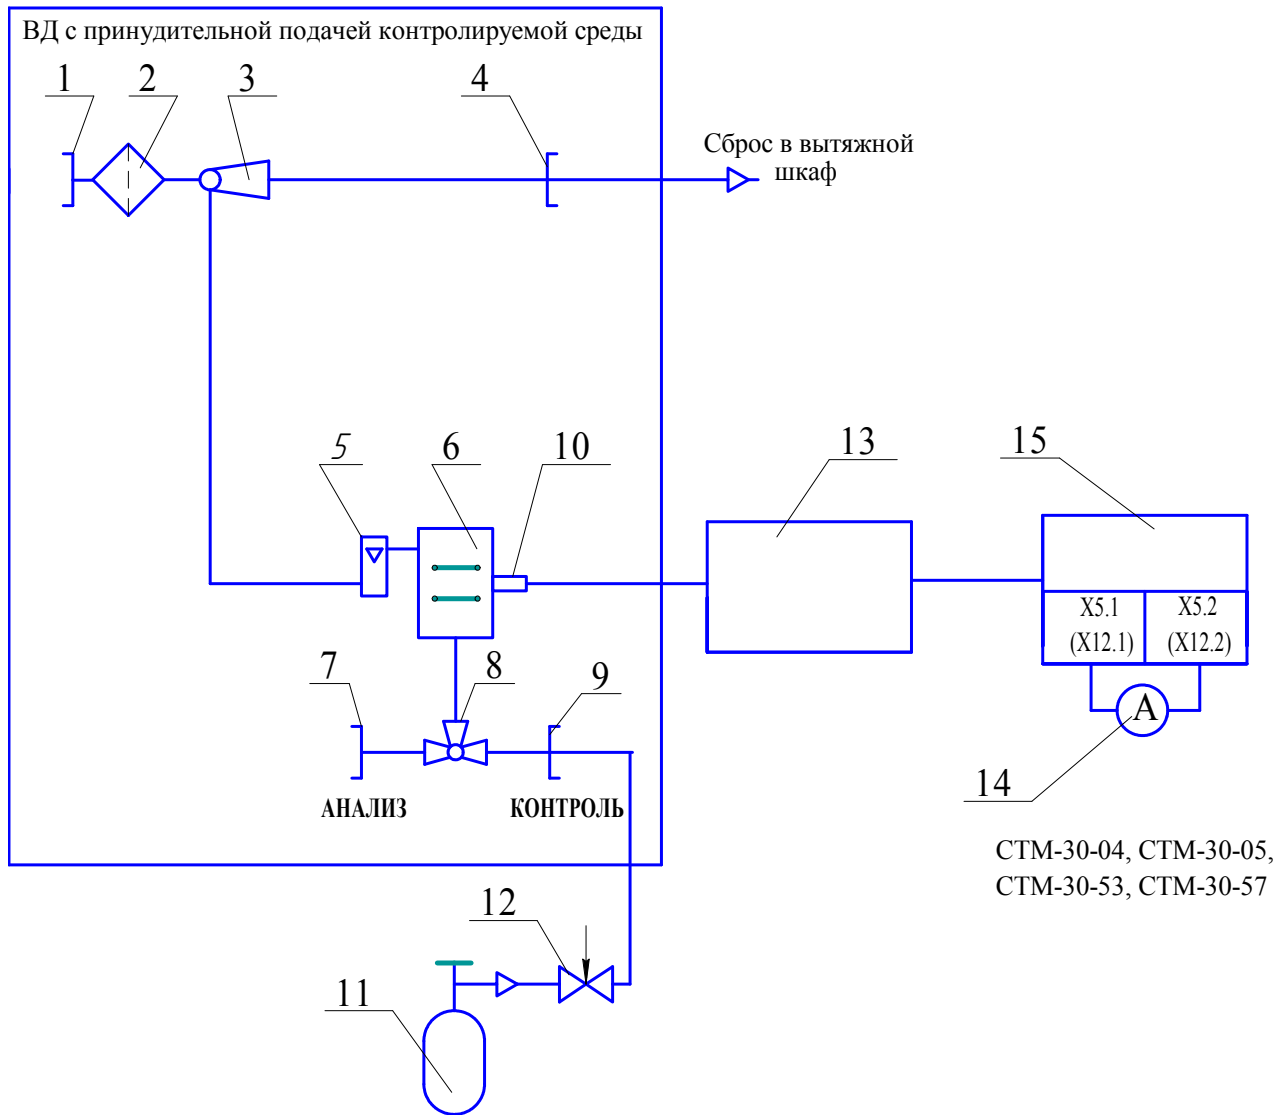 ВД с принудительной подачей контролируемой среды
1
2
3
4
Сброс в вытяжной
шкаф
5
6
10
13
15
X5.1
(X12.1)
X5.2
(X12.2)
7
8
9
A
14
АНАЛИЗ
КОНТРОЛЬ
СТМ-30-04, СТМ-30-05,
СТМ-30-53, СТМ-30-57
12
11